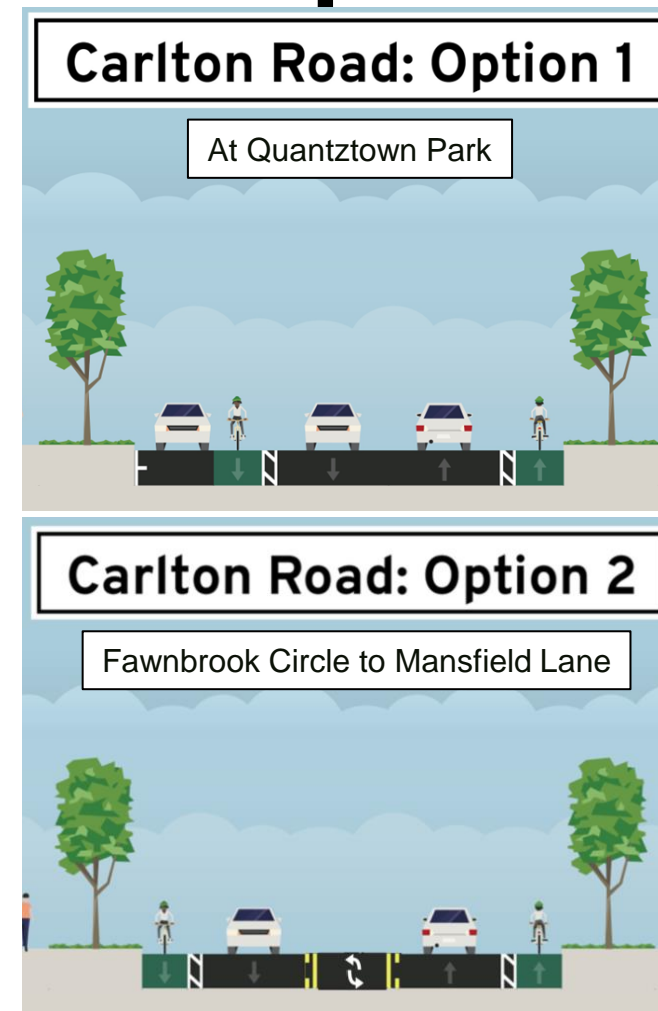 Carlton Road: Option 1
At Quantztown Park
Carlton Road: Option 2
Fawnbrook Circle to Mansfield Lane